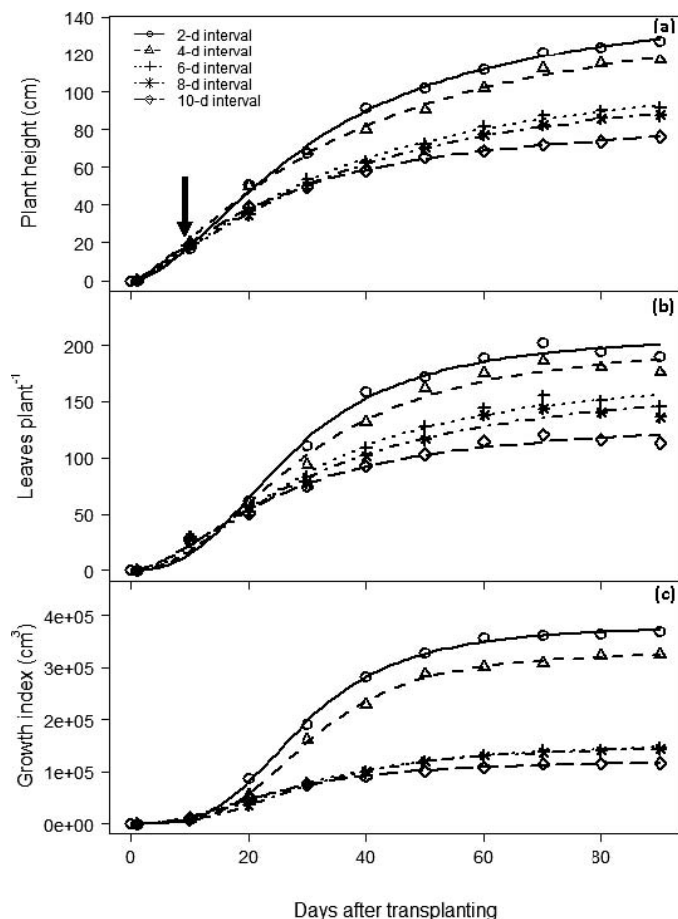 (a)
2-d interval
4-d interval
6-d interval
8-d interval
10-d interval
140
120
100
80
60
40
20
0
Plant height (cm)
(b)
200
150
100
50
0
Leaves plant⁻¹
(c)
4e+05
3e+05
2e+05
1e+05
0e+00
Growth index (cm³)
0 20 40 60 80
Days after transplanting